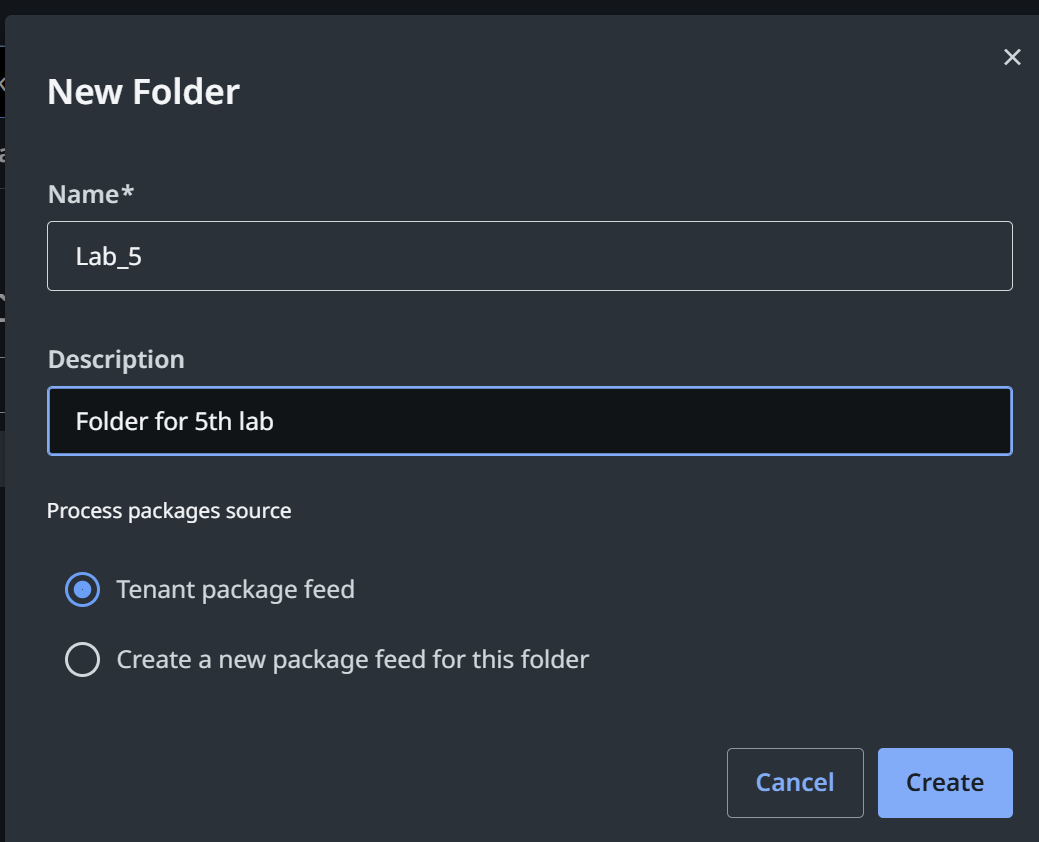 New Folder
Name*
Lab_5
Description
Folder for 5th lab
Process packages source
Tenant package feed
Create a new package feed for this folder
Cancel
Create